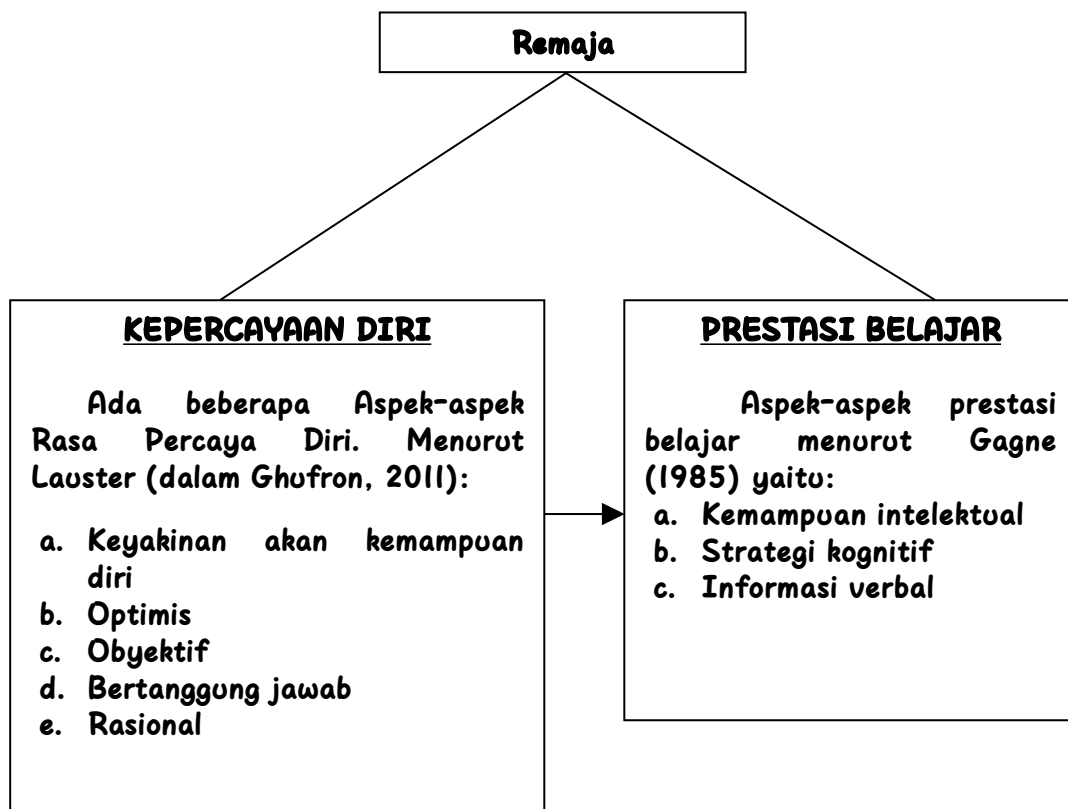 Remaja
KEPERCAYAAN DIRI
Ada beberapa Aspek-aspek
Rasa Percaya Diri. Menurut
Lauster (dalam Ghufron, 2011):
a. Keyakinan akan kemampuan
diri
b. Optimis
c. Obyektif
d. Bertanggung jawab
e. Rasional
PRESTASI BELAJAR
Aspek-aspek prestasi
belajar menurut Gagne
(1985) yaitu:
a. Kemampuan intelektual
b. Strategi kognitif
c. Informasi verbal